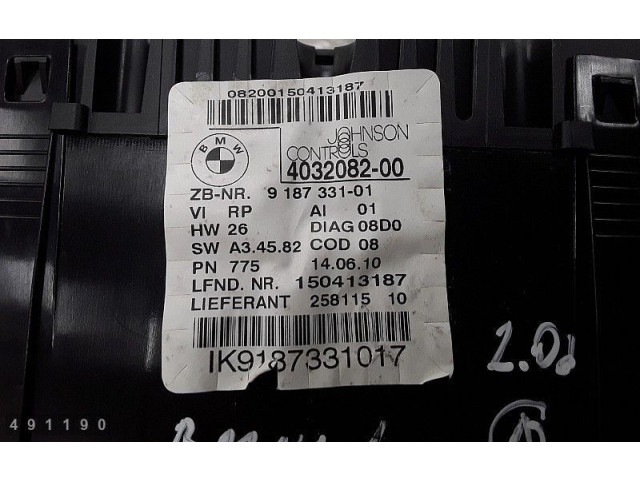 08200150413187
BMW
JOHNSON
CONTROLS
4032082-00
ZB-NR. 9 187 331-01
VI RP AI 01
HW 26 DIAG 08D0
SW A3.45.82 COD 08
PN 775 14.06.10
LFND. NR. 150413187
LIEFERANT 258115 10
IK9187331017
2.0d
491190